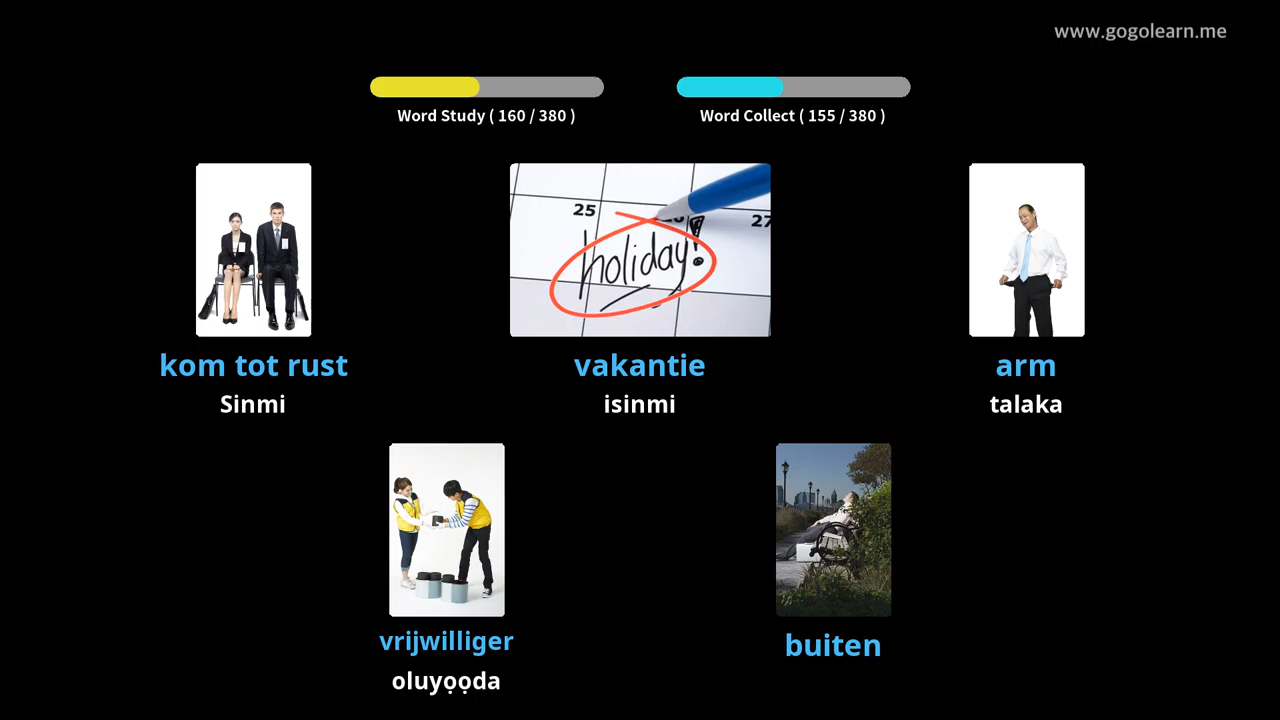 www.gogolearn.me
Word Study ( 160 / 380 )
Word Collect ( 155 / 380 )
25
27
holiday!
kom tot rust
Sinmi
vakantie
isinmi
arm
talaka
vrijwilliger
oluyọọda
buiten